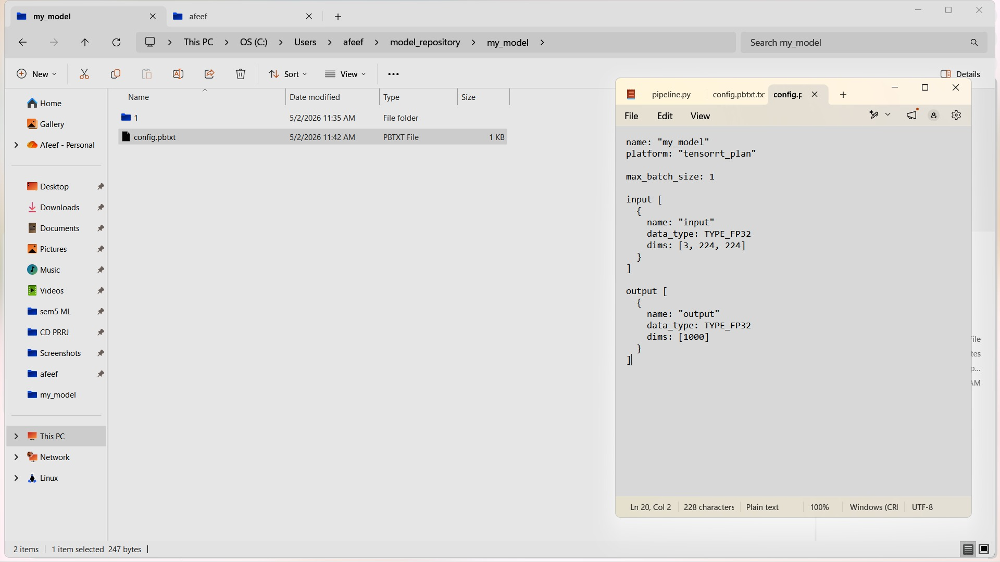 my_model
afeef
This PC
OS (C:)
Users
afeef
model_repository
my_model
Search my_model
New
Sort
View
Details
Name
Date modified
Type
Size
1
5/2/2026 11:35 AM
File folder
config.pbtxt
5/2/2026 11:42 AM
PBTXT File
1 KB
Home
Gallery
Afeef - Personal
Desktop
Downloads
Documents
Pictures
Music
Videos
sem5 ML
CD PRRJ
Screenshots
afeef
my_model
This PC
Network
Linux
2 items
1 item selected
247 bytes
pipeline.py
config.pbtxt.tx
config.p
File
Edit
View
name: "my_model"
platform: "tensorrt_plan"
max_batch_size: 1
input [
{
name: "input"
data_type: TYPE_FP32
dims: [3, 224, 224]
}
]
output [
{
name: "output"
data_type: TYPE_FP32
dims: [1000]
}
]
Ln 20, Col 2
228 characters
Plain text
100%
Windows (CRI
UTF-8
AM